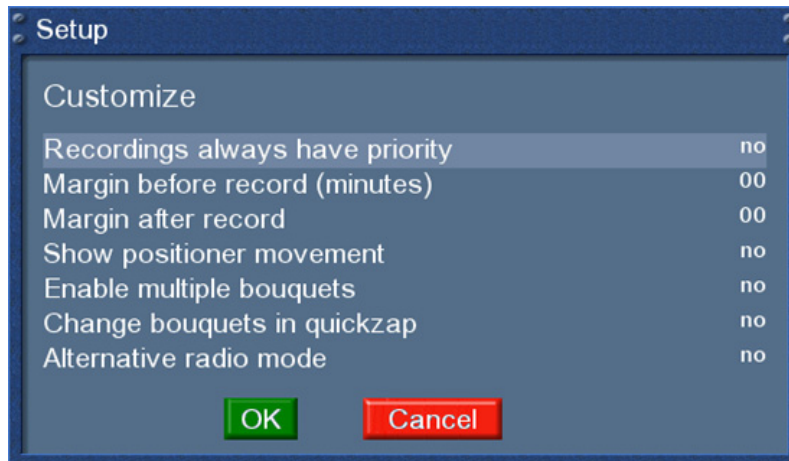 Setup
Customize
Recordings always have priority no
Margin before record (minutes) 00
Margin after record 00
Show positioner movement no
Enable multiple bouquets no
Change bouquets in quickzap no
Alternative radio mode no
OK Cancel